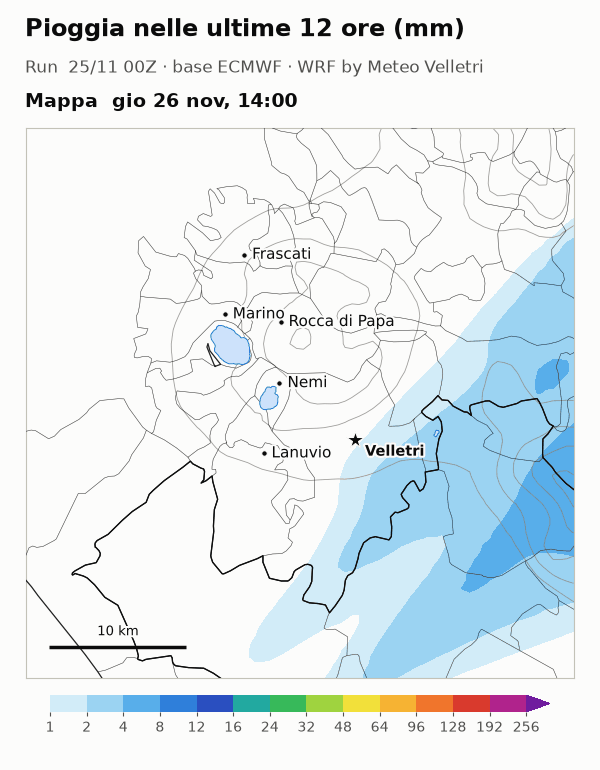 Pioggia nelle ultime 12 ore (mm)
Run  25/11 00Z · base ECMWF · WRF by Meteo Velletri
Mappa  gio 26 nov, 14:00
Frascati
Marino
Rocca di Papa
Nemi
Velletri
Lanuvio
10 km
1 2 4 8 12 16 24 32 48 64 96 128 192 256